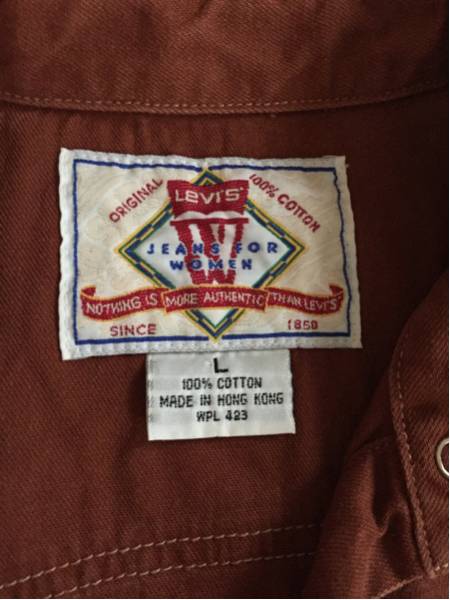 ORIGINAL
100% COTTON
LEVI'S
W
JEANS FOR
WOMEN
NOTHING IS MORE AUTHENTIC THAN LEVI'S
SINCE 1850
L
100% COTTON
MADE IN HONG KONG
WPL 423